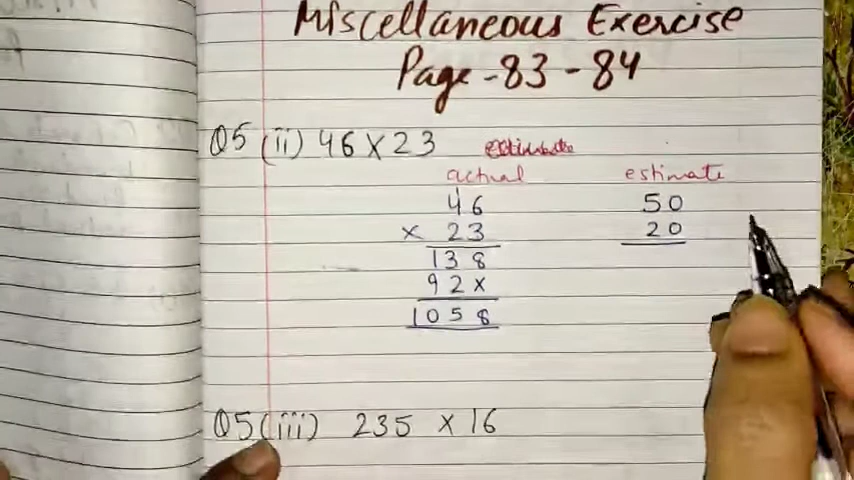 Miscellaneous Exercise
Page - 83 - 84
Q5 (ii) 46 X 23
actual estimate
46 50
x 23 20
138
92x
1058
Q5(iii) 235 x 16